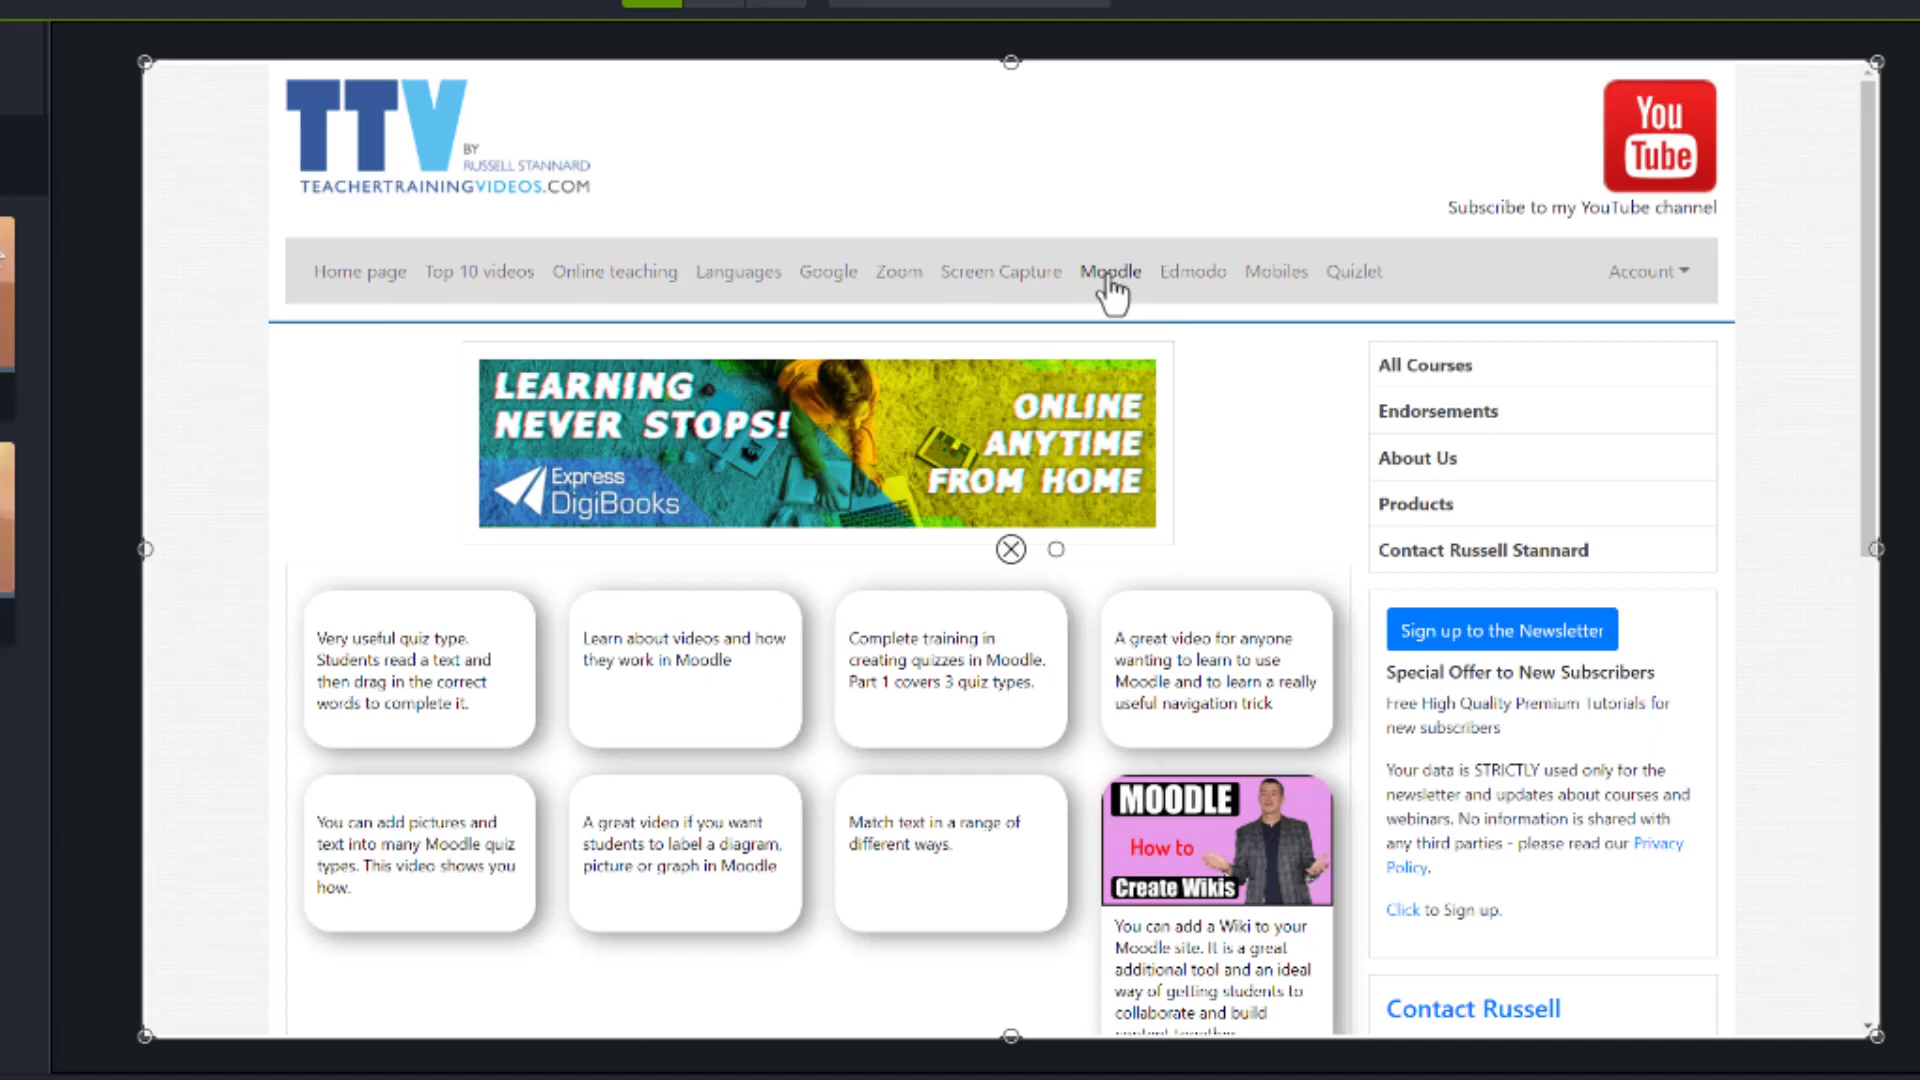 TTV
BY
RUSSELL STANNARD
TEACHERTRAININGVIDEOS.COM
You
Tube
Subscribe to my YouTube channel
Home page Top 10 videos Online teaching Languages Google Zoom Screen Capture Moodle Edmodo Mobiles Quizlet Account
LEARNING
NEVER STOPS!
Express
DigiBooks
ONLINE
ANYTIME
FROM HOME
All Courses
Endorsements
About Us
Products
Contact Russell Stannard
Very useful quiz type.
Students read a text and
then drag in the correct
words to complete it.
Learn about videos and how
they work in Moodle
Complete training in
creating quizzes in Moodle.
Part 1 covers 3 quiz types.
A great video for anyone
wanting to learn to use
Moodle and to learn a really
useful navigation trick
You can add pictures and
text into many Moodle quiz
types. This video shows you
how.
A great video if you want
students to label a diagram,
picture or graph in Moodle
Match text in a range of
different ways.
MOODLE
How to
Create Wikis
You can add a Wiki to your
Moodle site. It is a great
additional tool and an ideal
way of getting students to
collaborate and build
Sign up to the Newsletter
Special Offer to New Subscribers
Free High Quality Premium Tutorials for
new subscribers
Your data is STRICTLY used only for the
newsletter and updates about courses and
webinars. No information is shared with
any third parties - please read our Privacy
Policy.
Click to Sign up.
Contact Russell